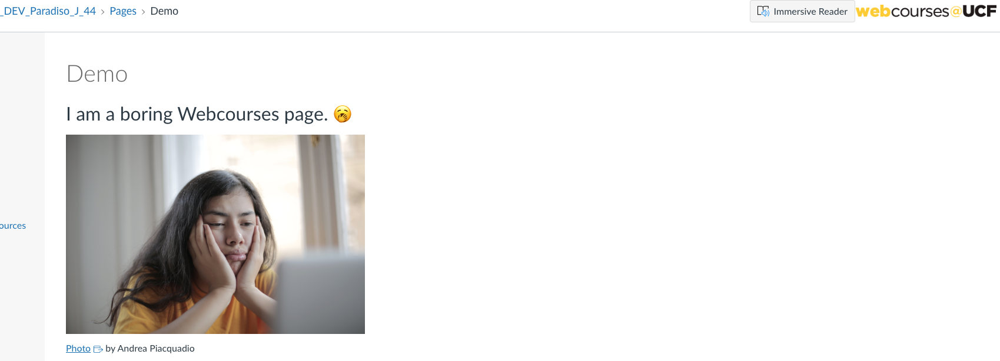 _DEV_Paradiso_J_44 > Pages > Demo
Immersive Reader
webcourses@UCF
Demo
I am a boring Webcourses page. 🥱
ources
Photo by Andrea Piacquadio